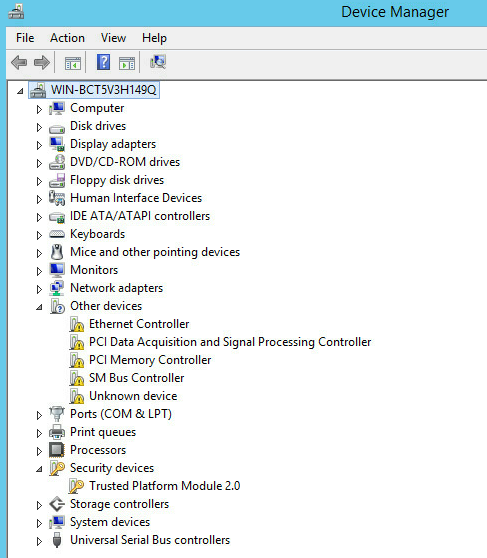 Device Manager
File Action View Help
WIN-BCT5V3H149Q
Computer
Disk drives
Display adapters
DVD/CD-ROM drives
Floppy disk drives
Human Interface Devices
IDE ATA/ATAPI controllers
Keyboards
Mice and other pointing devices
Monitors
Network adapters
Other devices
Ethernet Controller
PCI Data Acquisition and Signal Processing Controller
PCI Memory Controller
SM Bus Controller
Unknown device
Ports (COM & LPT)
Print queues
Processors
Security devices
Trusted Platform Module 2.0
Storage controllers
System devices
Universal Serial Bus controllers